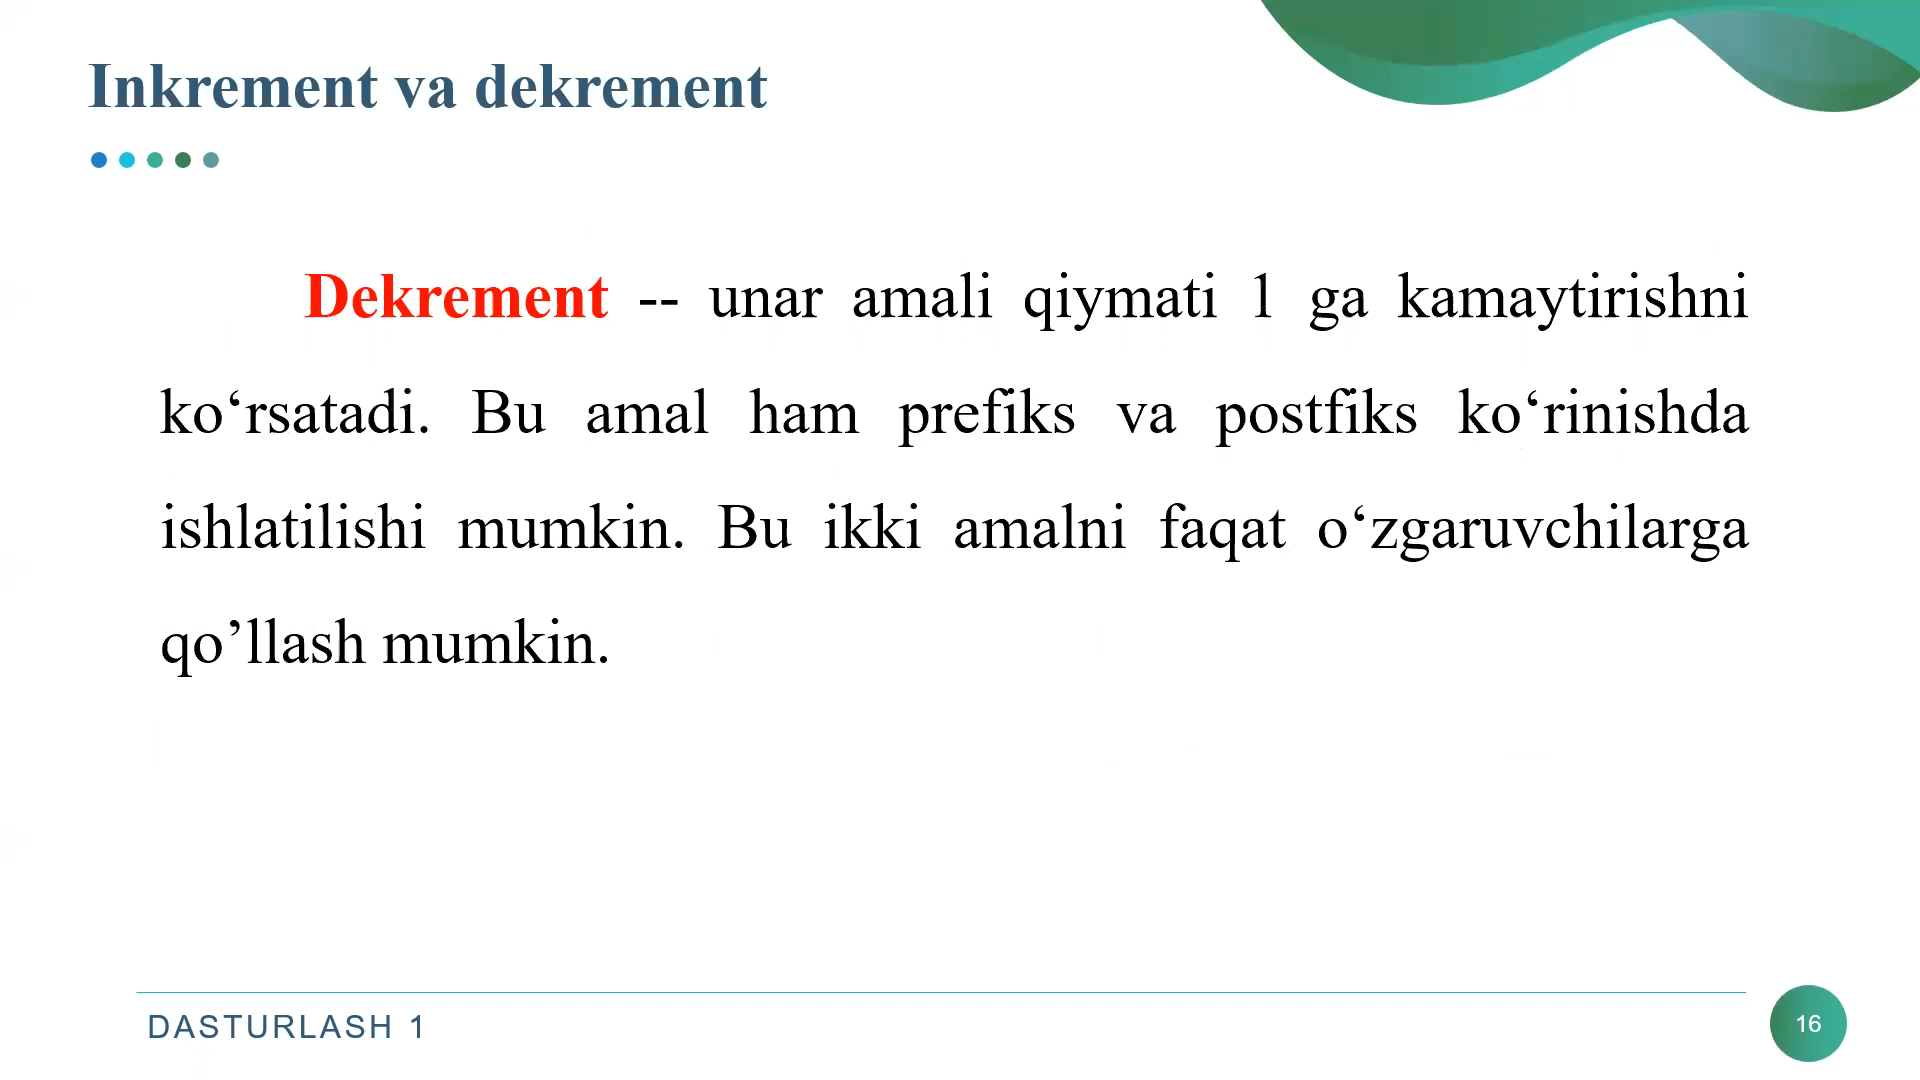 Inkrement va dekrement
Dekrement -- unar amali qiymati 1 ga kamaytirishni
ko‘rsatadi. Bu amal ham prefiks va postfiks ko‘rinishda
ishlatilishi mumkin. Bu ikki amalni faqat o‘zgaruvchilarga
qo’llash mumkin.
DASTURLASH 1
16